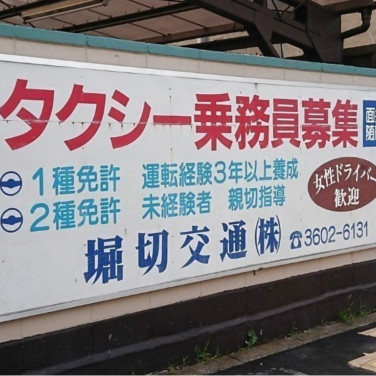 タクシー乗務員募集
1種免許 運転経験3年以上養成
2種免許 未経験者 親切指導
女性ドライバー
歓迎
堀切交通(株) ☎3602-6131